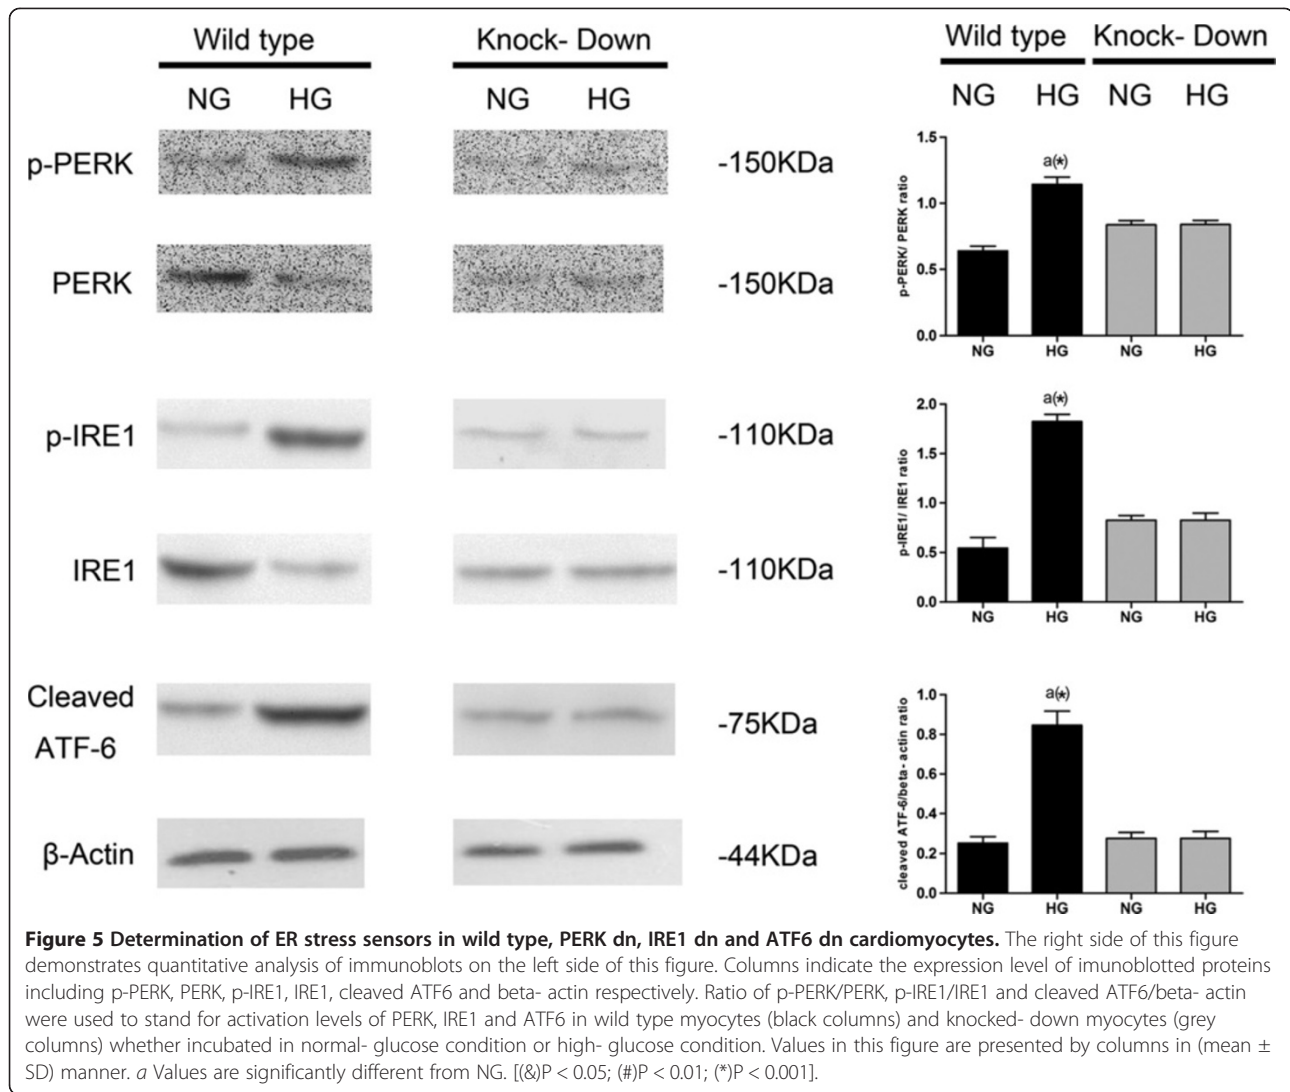 Wild type Knock- Down
NG HG NG HG
p-PERK -150KDa
PERK -150KDa
p-IRE1 -110KDa
IRE1 -110KDa
Cleaved
ATF-6 -75KDa
β-Actin -44KDa
Wild type Knock- Down
NG HG NG HG
p-PERK/ PERK ratio
1.5
1.0
0.5
0.0
a(*)
NG HG NG HG
p-IRE1/ IRE1 ratio
2.0
1.5
1.0
0.5
0.0
a(*)
NG HG NG HG
cleaved ATF-6/beta- actin ratio
1.0
0.8
0.6
0.4
0.2
0.0
a(*)
NG HG NG HG
Figure 5 Determination of ER stress sensors in wild type, PERK dn, IRE1 dn and ATF6 dn cardiomyocytes. The right side of this figure
demonstrates quantitative analysis of immunoblots on the left side of this figure. Columns indicate the expression level of imunoblotted proteins
including p-PERK, PERK, p-IRE1, IRE1, cleaved ATF6 and beta- actin respectively. Ratio of p-PERK/PERK, p-IRE1/IRE1 and cleaved ATF6/beta- actin
were used to stand for activation levels of PERK, IRE1 and ATF6 in wild type myocytes (black columns) and knocked- down myocytes (grey
columns) whether incubated in normal- glucose condition or high- glucose condition. Values in this figure are presented by columns in (mean ±
SD) manner. a Values are significantly different from NG. [(&)P < 0.05; (#)P < 0.01; (*)P < 0.001].